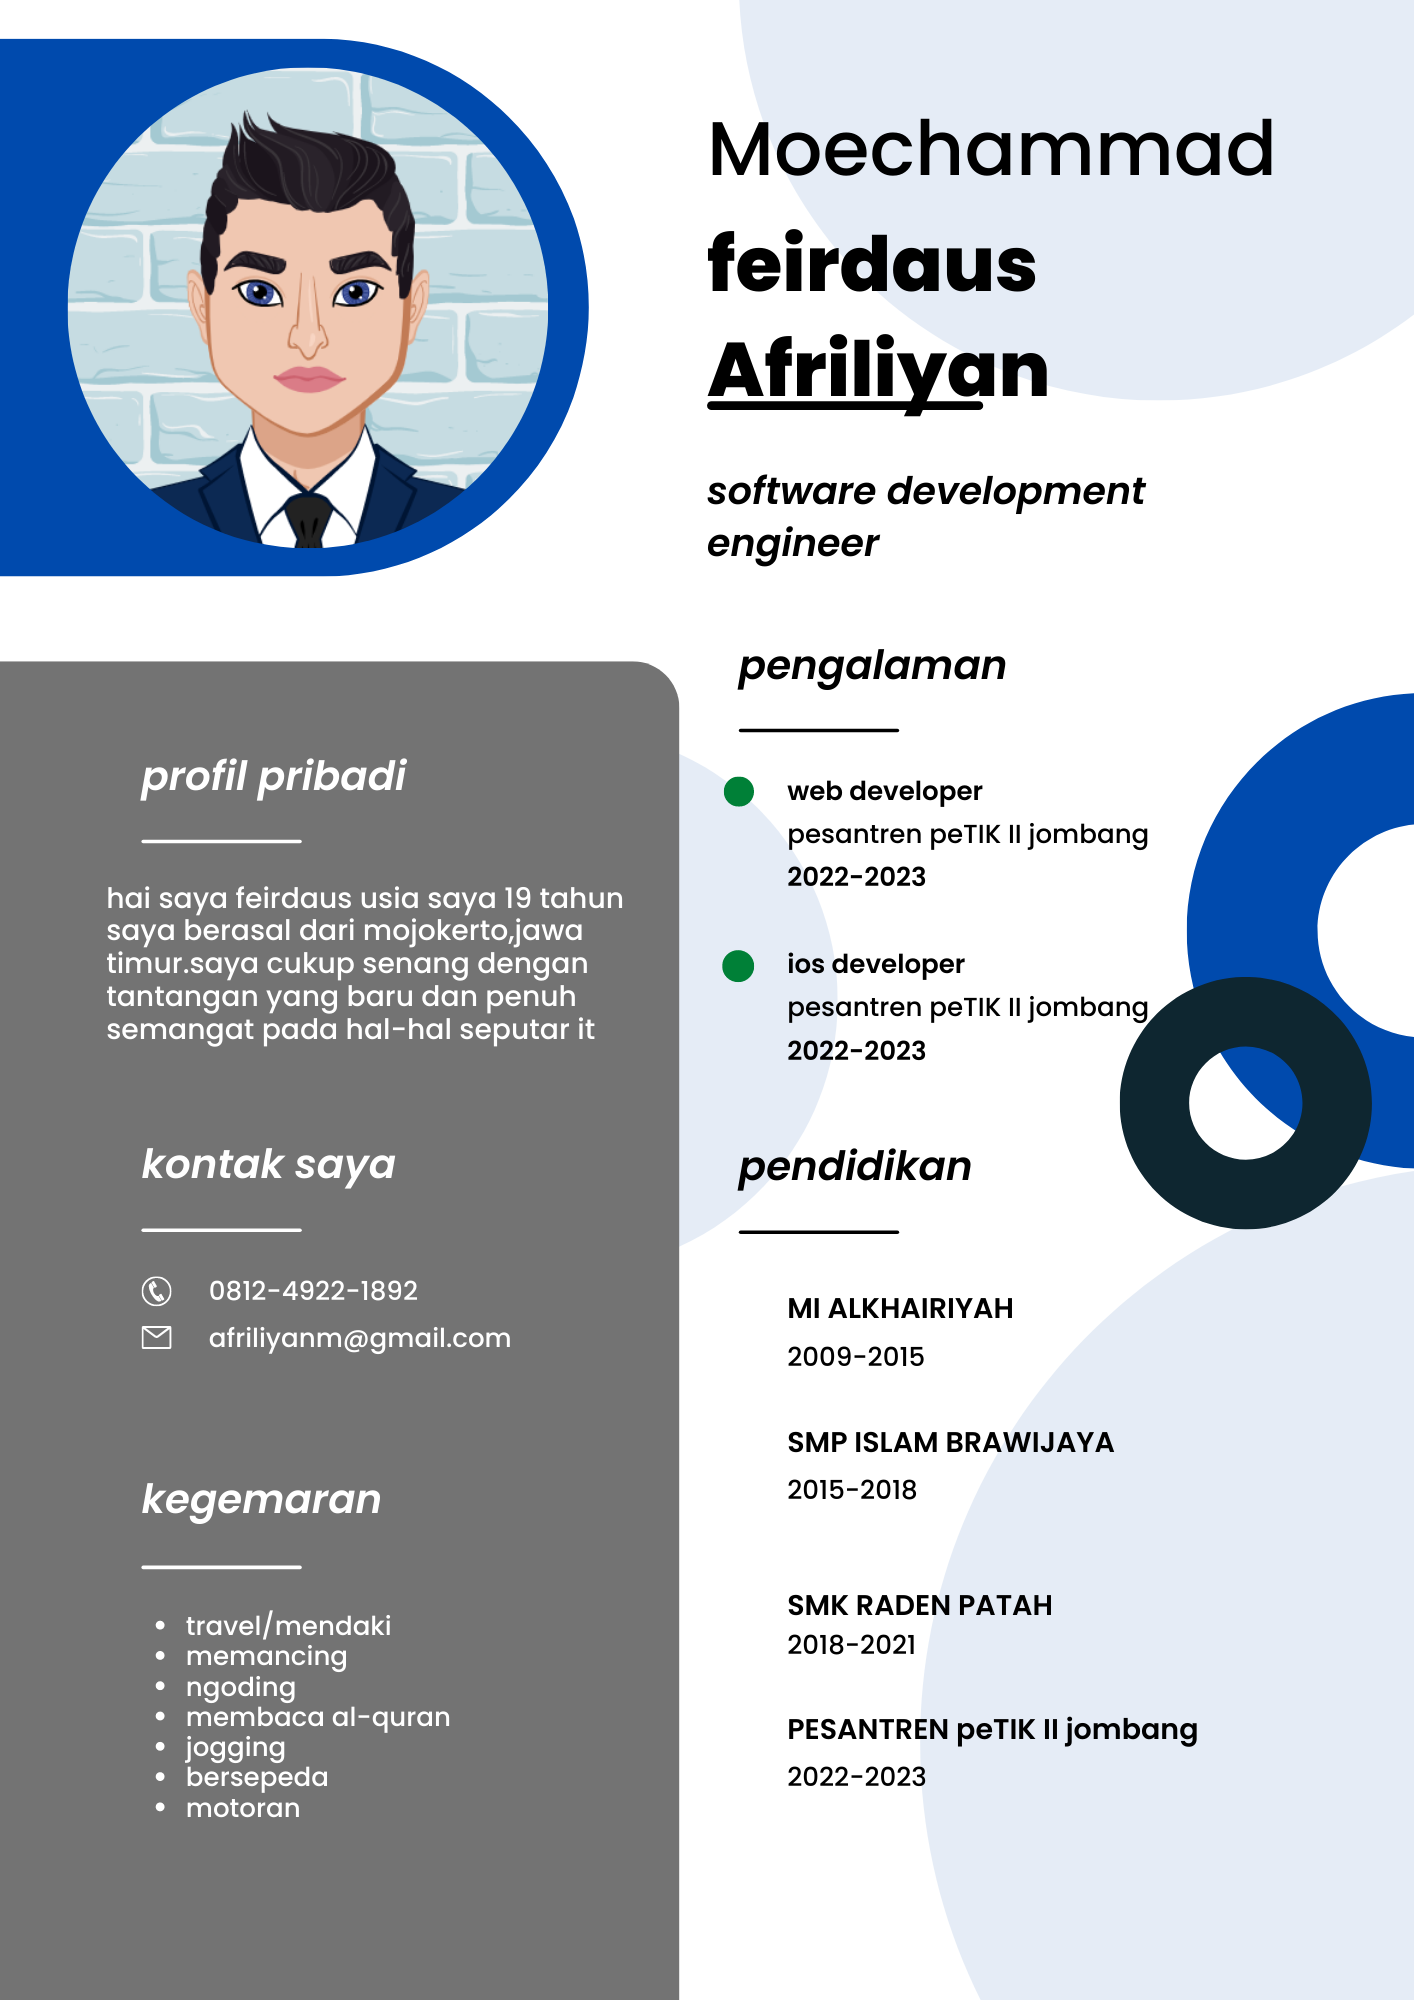 Moechammad
feirdaus
Afriliyan
software development
engineer
profil pribadi
hai saya feirdaus usia saya 19 tahun
saya berasal dari mojokerto,jawa
timur.saya cukup senang dengan
tantangan yang baru dan penuh
semangat pada hal-hal seputar it
kontak saya
0812-4922-1892
afriliyanm@gmail.com
kegemaran
• travel/mendaki
• memancing
• ngoding
• membaca al-quran
• jogging
• bersepeda
• motoran
pengalaman
web developer
pesantren peTIK II jombang
2022-2023
ios developer
pesantren peTIK II jombang
2022-2023
pendidikan
MI ALKHAIRIYAH
2009-2015
SMP ISLAM BRAWIJAYA
2015-2018
SMK RADEN PATAH
2018-2021
PESANTREN peTIK II jombang
2022-2023